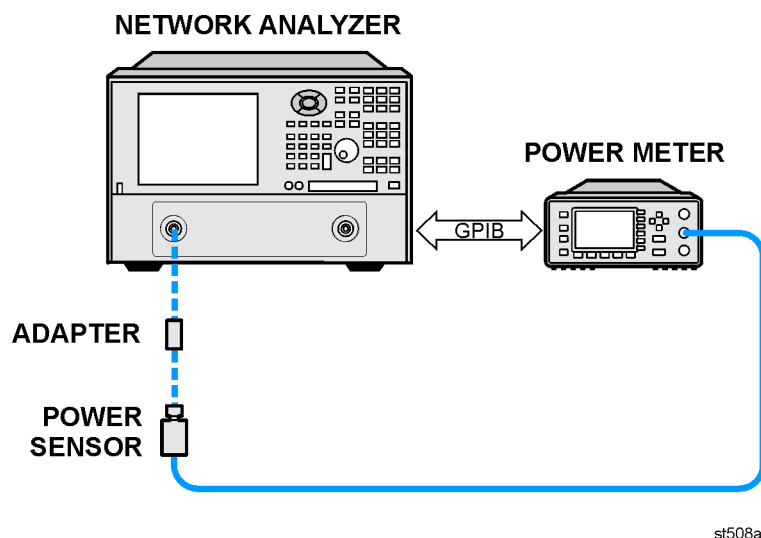 NETWORK ANALYZER
POWER METER
GPIB
ADAPTER
POWER
SENSOR
st508a